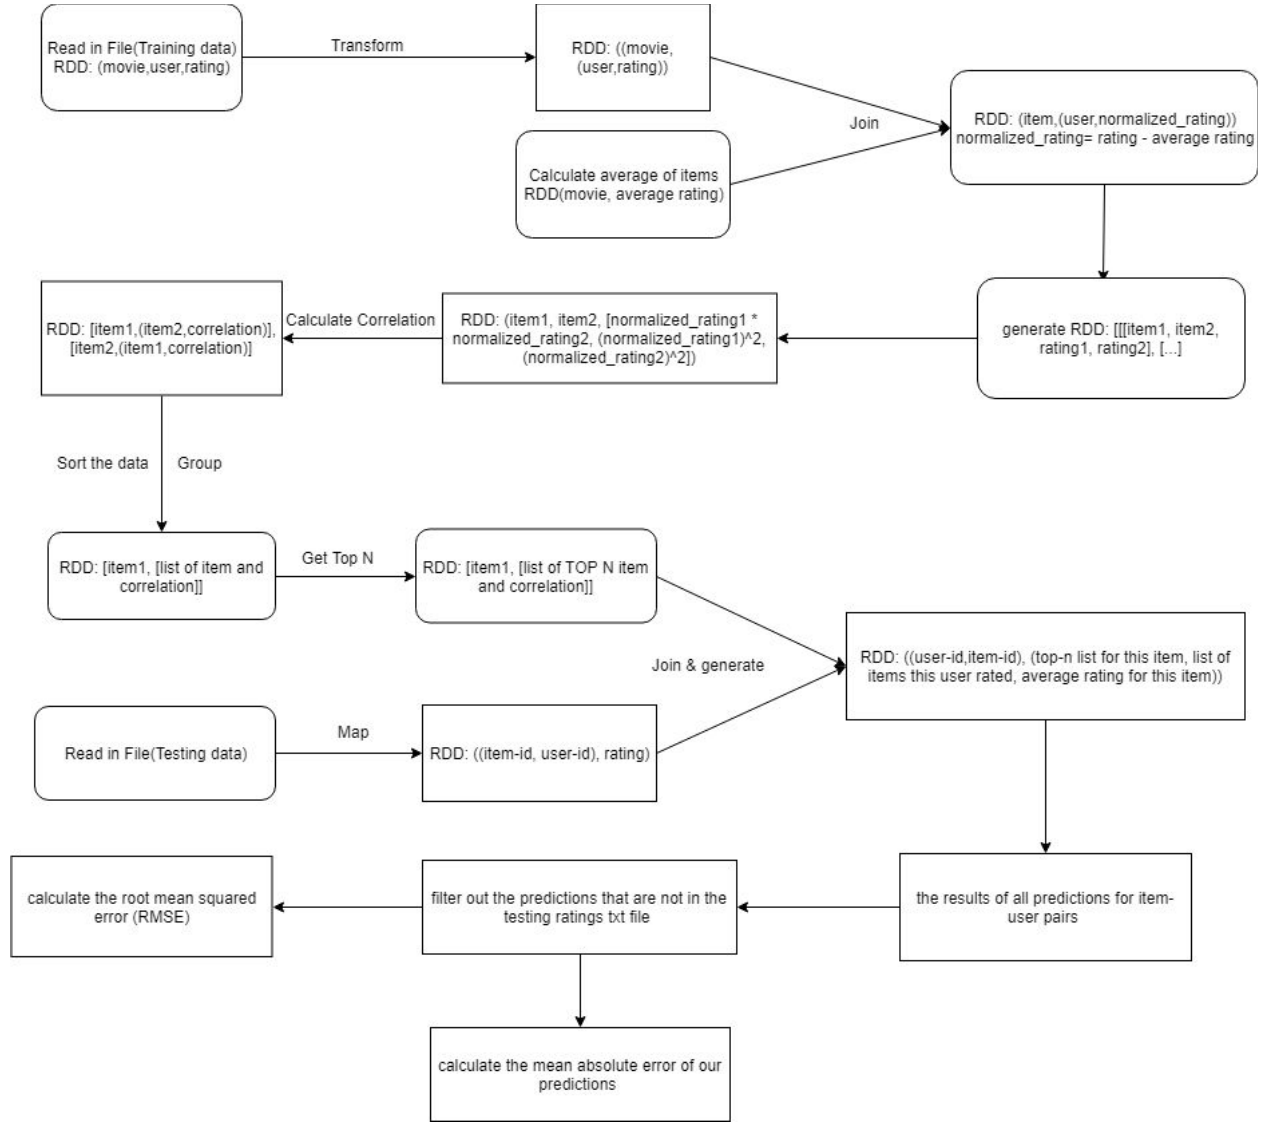 Read in File(Training data)
RDD: (movie,user,rating)
Transform
RDD: ((movie,
(user,rating))
Join
Calculate average of items
RDD(movie, average rating)
RDD: (item,(user,normalized_rating))
normalized_rating= rating - average rating
generate RDD: [[[item1, item2,
rating1, rating2], [...]
RDD: (item1, item2, [normalized_rating1 *
normalized_rating2, (normalized_rating1)^2,
(normalized_rating2)^2])
Calculate Correlation
RDD: [item1,(item2,correlation)],
[item2,(item1,correlation)]
Sort the data
Group
RDD: [item1, [list of item and
correlation]]
Get Top N
RDD: [item1, [list of TOP N item
and correlation]]
Join & generate
Read in File(Testing data)
Map
RDD: ((item-id, user-id), rating)
RDD: ((user-id,item-id), (top-n list for this item, list of
items this user rated, average rating for this item))
the results of all predictions for item-
user pairs
filter out the predictions that are not in the
testing ratings txt file
calculate the root mean squared
error (RMSE)
calculate the mean absolute error of our
predictions